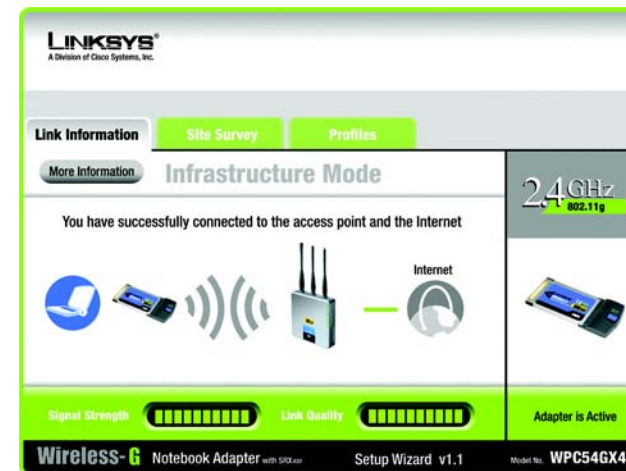 LINKSYS®
A Division of Cisco Systems, Inc.
Link Information Site Survey Profiles
More Information Infrastructure Mode
2.4GHz
802.11g
You have successfully connected to the access point and the Internet
Internet
Signal Strength Link Quality Adapter is Active
Wireless-G Notebook Adapter with SRX400 Setup Wizard v1.1 Model No. WPC54GX4